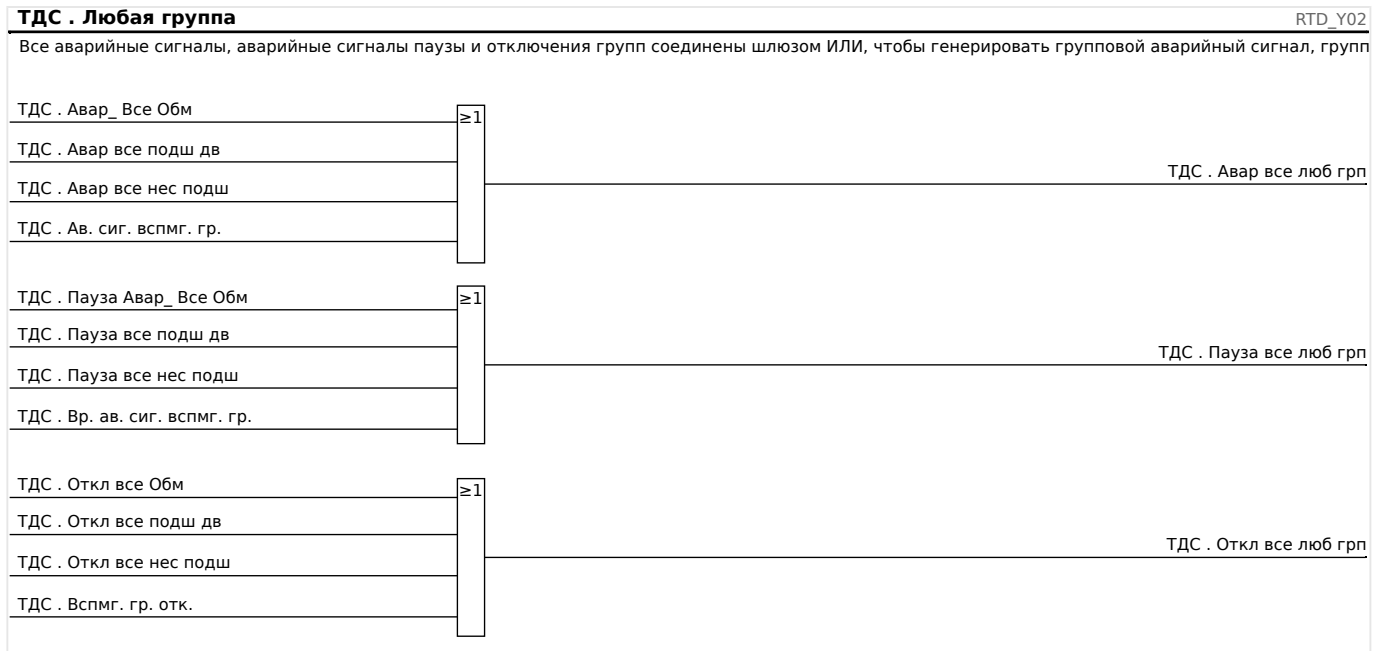 ТДС . Любая группа
RTD_Y02
Все аварийные сигналы, аварийные сигналы паузы и отключения групп соединены шлюзом ИЛИ, чтобы генерировать групповой аварийный сигнал, групп
ТДС . Авар_ Все Обм
≥1
ТДС . Авар все подш дв
ТДС . Авар все люб грп
ТДС . Авар все нес подш
ТДС . Ав. сиг. вспмг. гр.
ТДС . Пауза Авар_ Все Обм
≥1
ТДС . Пауза все подш дв
ТДС . Пауза все люб грп
ТДС . Пауза все нес подш
ТДС . Вр. ав. сиг. вспмг. гр.
ТДС . Откл все Обм
≥1
ТДС . Откл все подш дв
ТДС . Откл все люб грп
ТДС . Откл все нес подш
ТДС . Вспмг. гр. отк.